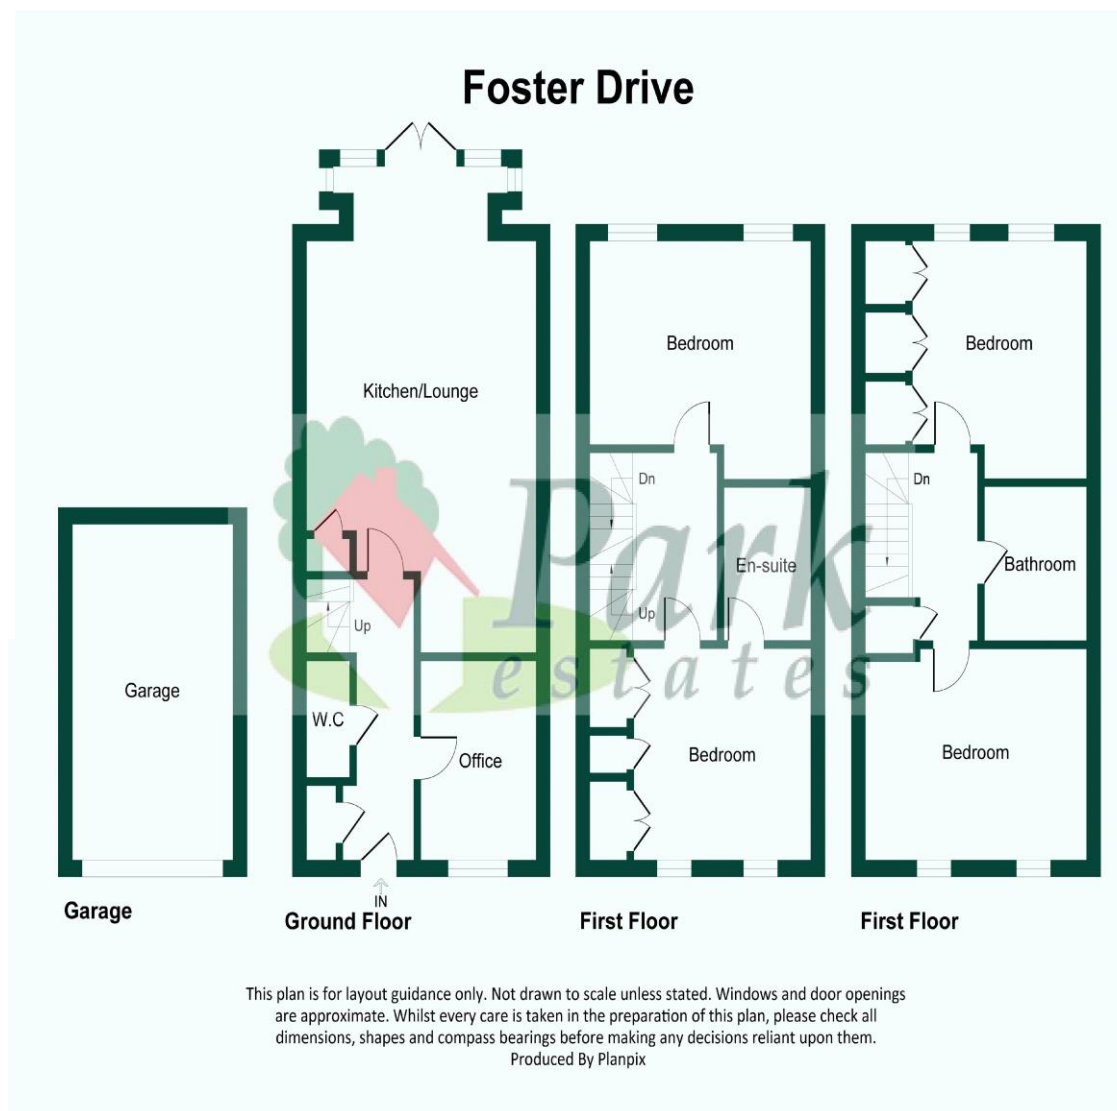 Foster Drive
Kitchen/Lounge
Up
W.C
Office
IN
Garage
Garage
Ground Floor
Bedroom
Dn
Up
En-suite
Bedroom
First Floor
Bedroom
Dn
Bathroom
Bedroom
First Floor
Park
estates
This plan is for layout guidance only. Not drawn to scale unless stated. Windows and door openings
are approximate. Whilst every care is taken in the preparation of this plan, please check all
dimensions, shapes and compass bearings before making any decisions reliant upon them.
Produced By Planpix